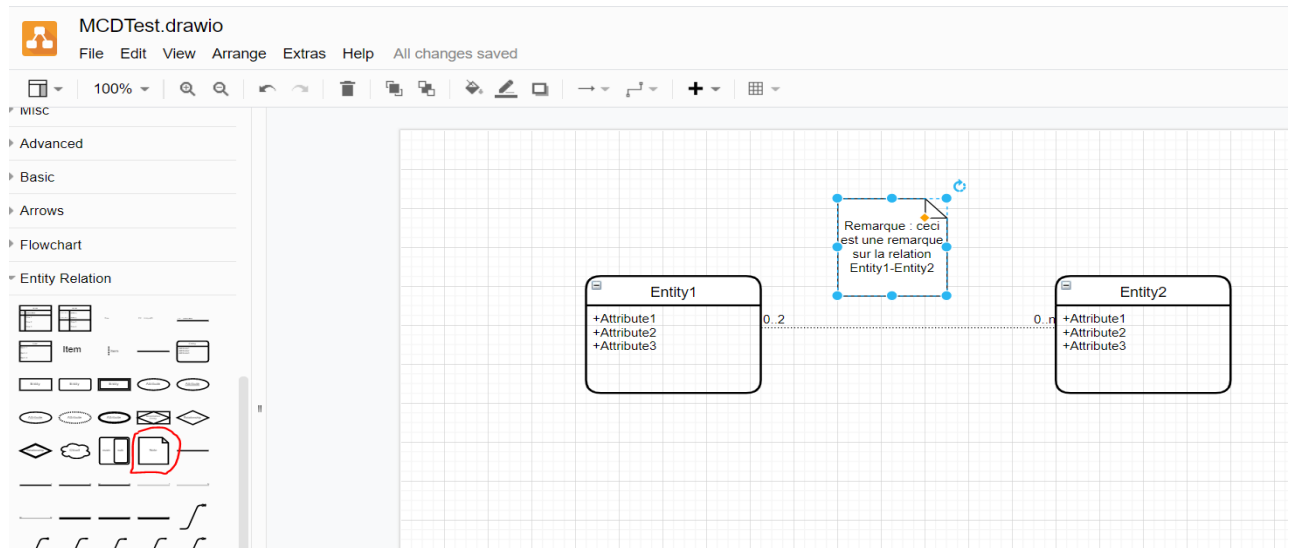 MCDTest.drawio
File Edit View Arrange Extras Help All changes saved
100%
Misc
Advanced
Basic
Arrows
Flowchart
Entity Relation
Item
Remarque : ceci
est une remarque
sur la relation
Entity1-Entity2
Entity1
+Attribute1
+Attribute2
+Attribute3
0..2
0..n
Entity2
+Attribute1
+Attribute2
+Attribute3